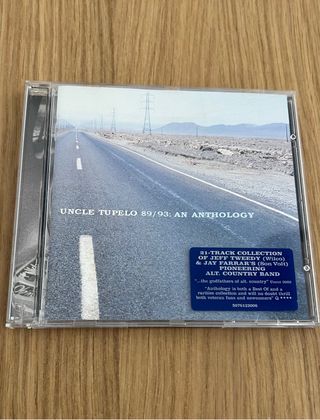 UNCLE TUPELO 89/93: AN ANTHOLOGY
21-TRACK COLLECTION
OF JEFF TWEEDY (Wilco)
& JAY FARRAR'S (Son Volt)
PIONEERING
ALT. COUNTRY BAND
"...the godfathers of alt. country"
"Anthology is both a Best Of and a
rarities collection and will no doubt thrill
both veteran fans and newcomers" Q ****